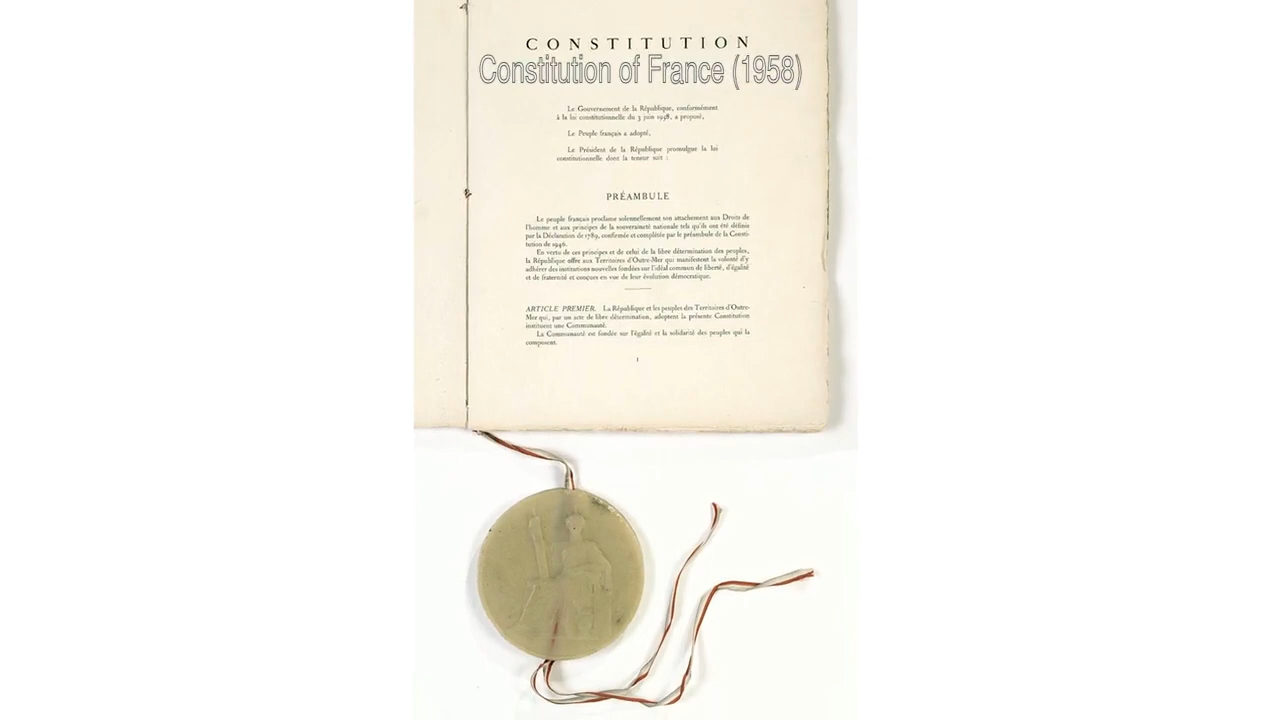 CONSTITUTION
Constitution of France (1958)
Le Gouvernement de la République, conformément
à la loi constitutionnelle du 3 juin 1958, a proposé,
Le Peuple français a adopté,
Le Président de la République promulgue la loi
constitutionnelle dont la teneur suit :
PRÉAMBULE
Le peuple français proclame solennellement son attachement aux Droits de
l'homme et aux principes de la souveraineté nationale tels qu'ils ont été définis
par la Déclaration de 1789, confirmée et complétée par le préambule de la Consti-
tution de 1946.
En vertu de ces principes et de celui de la libre détermination des peuples,
la République offre aux Territoires d'Outre-Mer qui manifestent la volonté d'y
adhérer des institutions nouvelles fondées sur l'idéal commun de liberté, d'égalité
et de fraternité et conçues en vue de leur évolution démocratique.
ARTICLE PREMIER. La République et les peuples des Territoires d'Outre-
Mer qui, par un acte de libre détermination, adoptent la présente Constitution
instituent une Communauté.
La Communauté est fondée sur l'égalité et la solidarité des peuples qui la
composent.
1